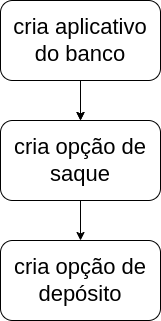 cria aplicativo
do banco
cria opção de
saque
cria opção de
depósito